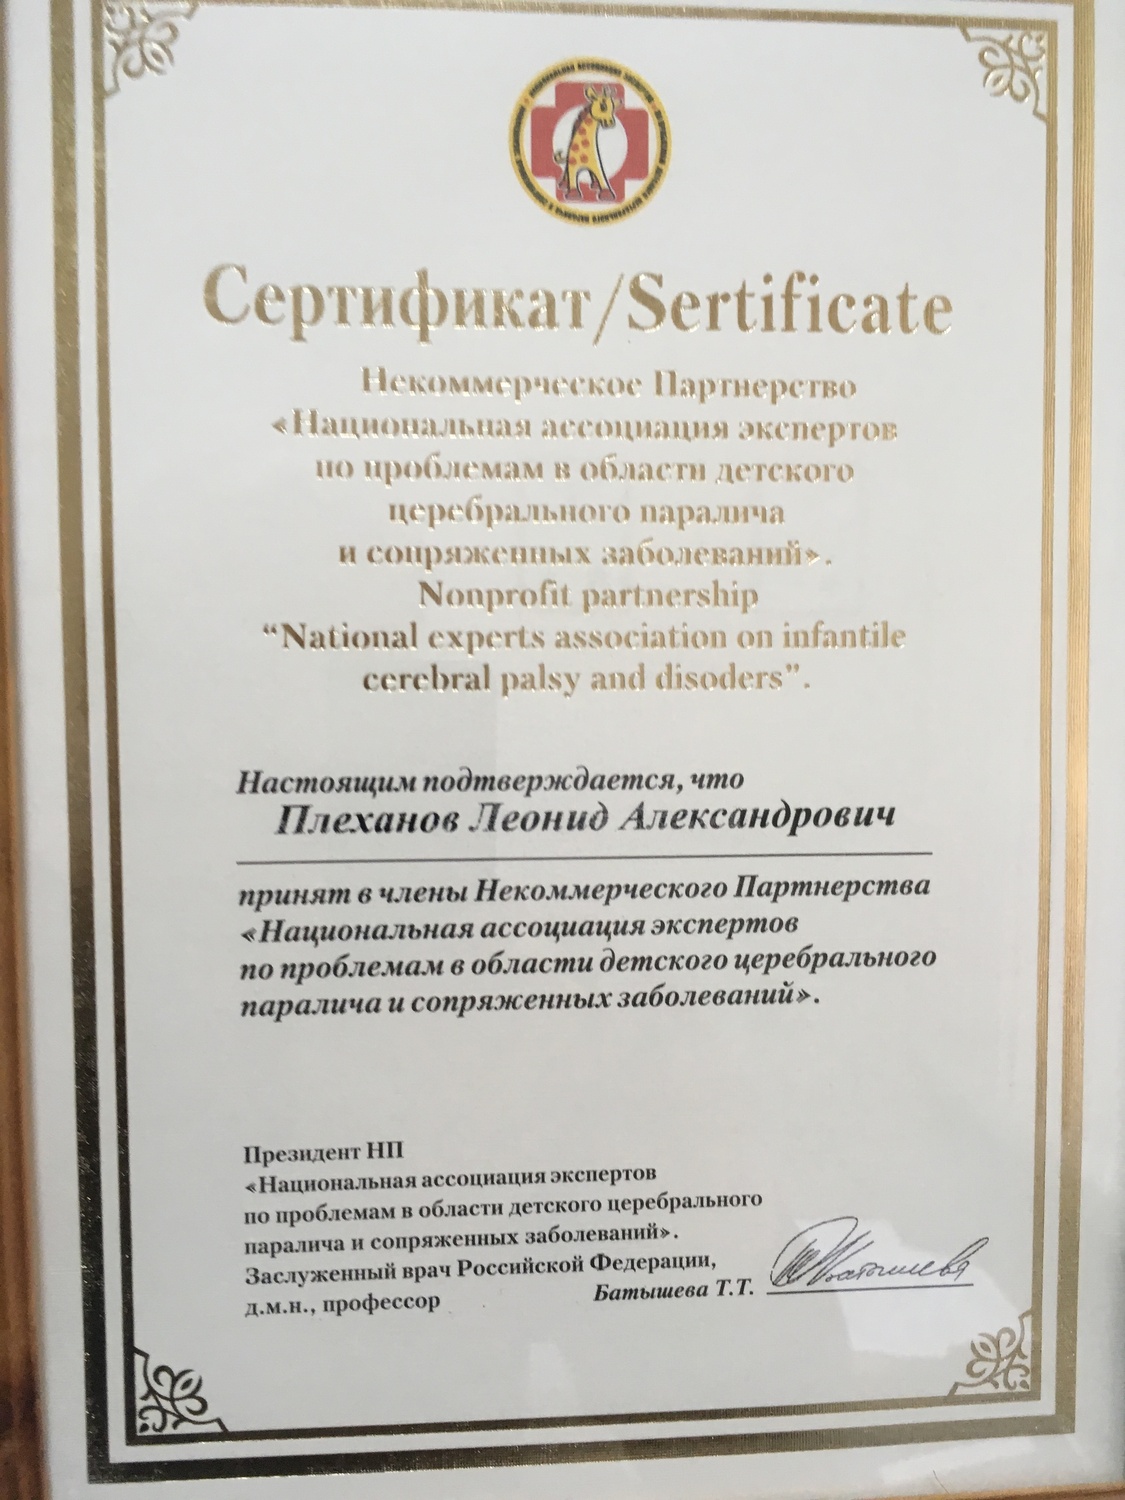 Сертификат/Sertificate
Некоммерческое Партнерство
«Национальная ассоциация экспертов
по проблемам в области детского
церебрального паралича
и сопряженных заболеваний».
Nonprofit partnership
“National experts association on infantile
cerebral palsy and disoders”.
Настоящим подтверждается, что
Плеханов Леонид Александрович
принят в члены Некоммерческого Партнерства
«Национальная ассоциация экспертов
по проблемам в области детского церебрального
паралича и сопряженных заболеваний».
Президент НП
«Национальная ассоциация экспертов
по проблемам в области детского церебрального
паралича и сопряженных заболеваний».
Заслуженный врач Российской Федерации,
д.м.н., профессор Батышева Т.Т.